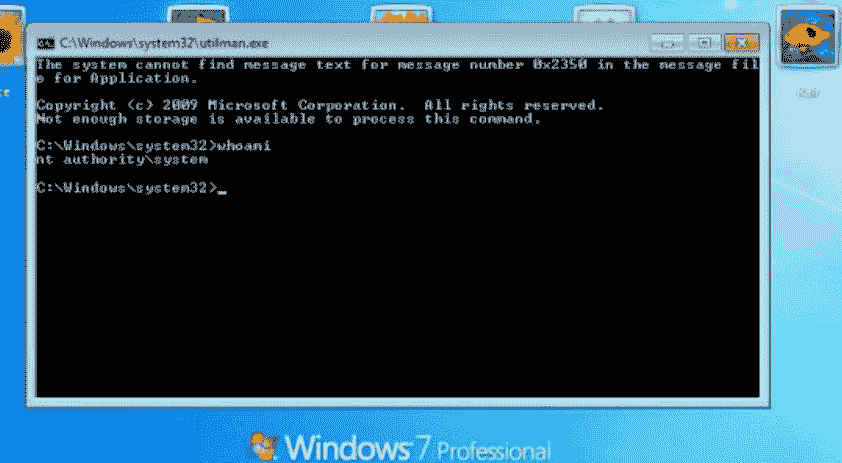 C:\Windows\system32\utilman.exe
The system cannot find message text for message number 0x2350 in the message fil
e for Application.
Copyright (c) 2009 Microsoft Corporation.  All rights reserved.
Not enough storage is available to process this command.
C:\Windows\system32>whoami
nt authority\system
C:\Windows\system32>_
Windows 7 Professional